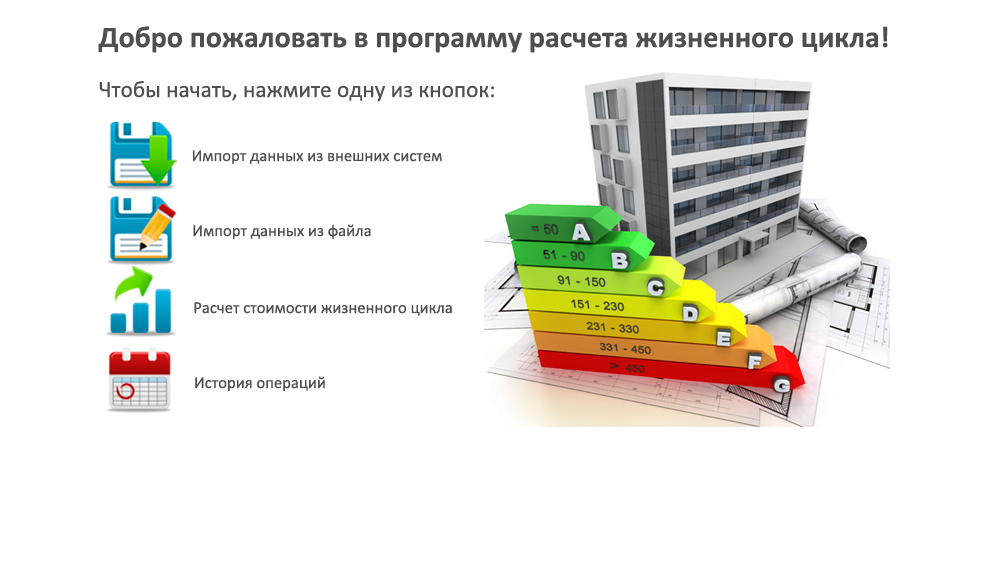 Добро пожаловать в программу расчета жизненного цикла!
Чтобы начать, нажмите одну из кнопок:
Импорт данных из внешних систем
Импорт данных из файла
Расчет стоимости жизненного цикла
История операций
= 50 A
51 - 90 B
91 - 150 C
151 - 230 D
231 - 330 E
331 - 450 F
> 450 G